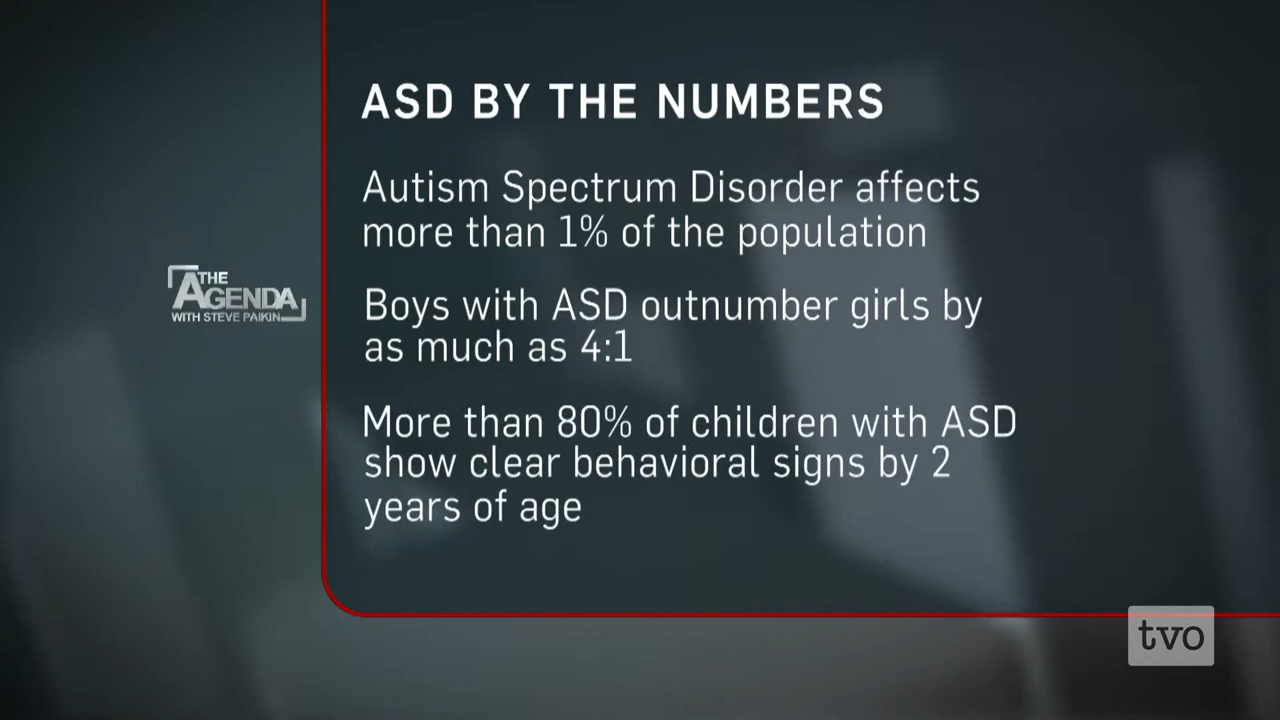 ASD BY THE NUMBERS
Autism Spectrum Disorder affects
more than 1% of the population
THE
AGENDA
WITH STEVE PAIKIN
Boys with ASD outnumber girls by
as much as 4:1
More than 80% of children with ASD
show clear behavioral signs by 2
years of age
tvo